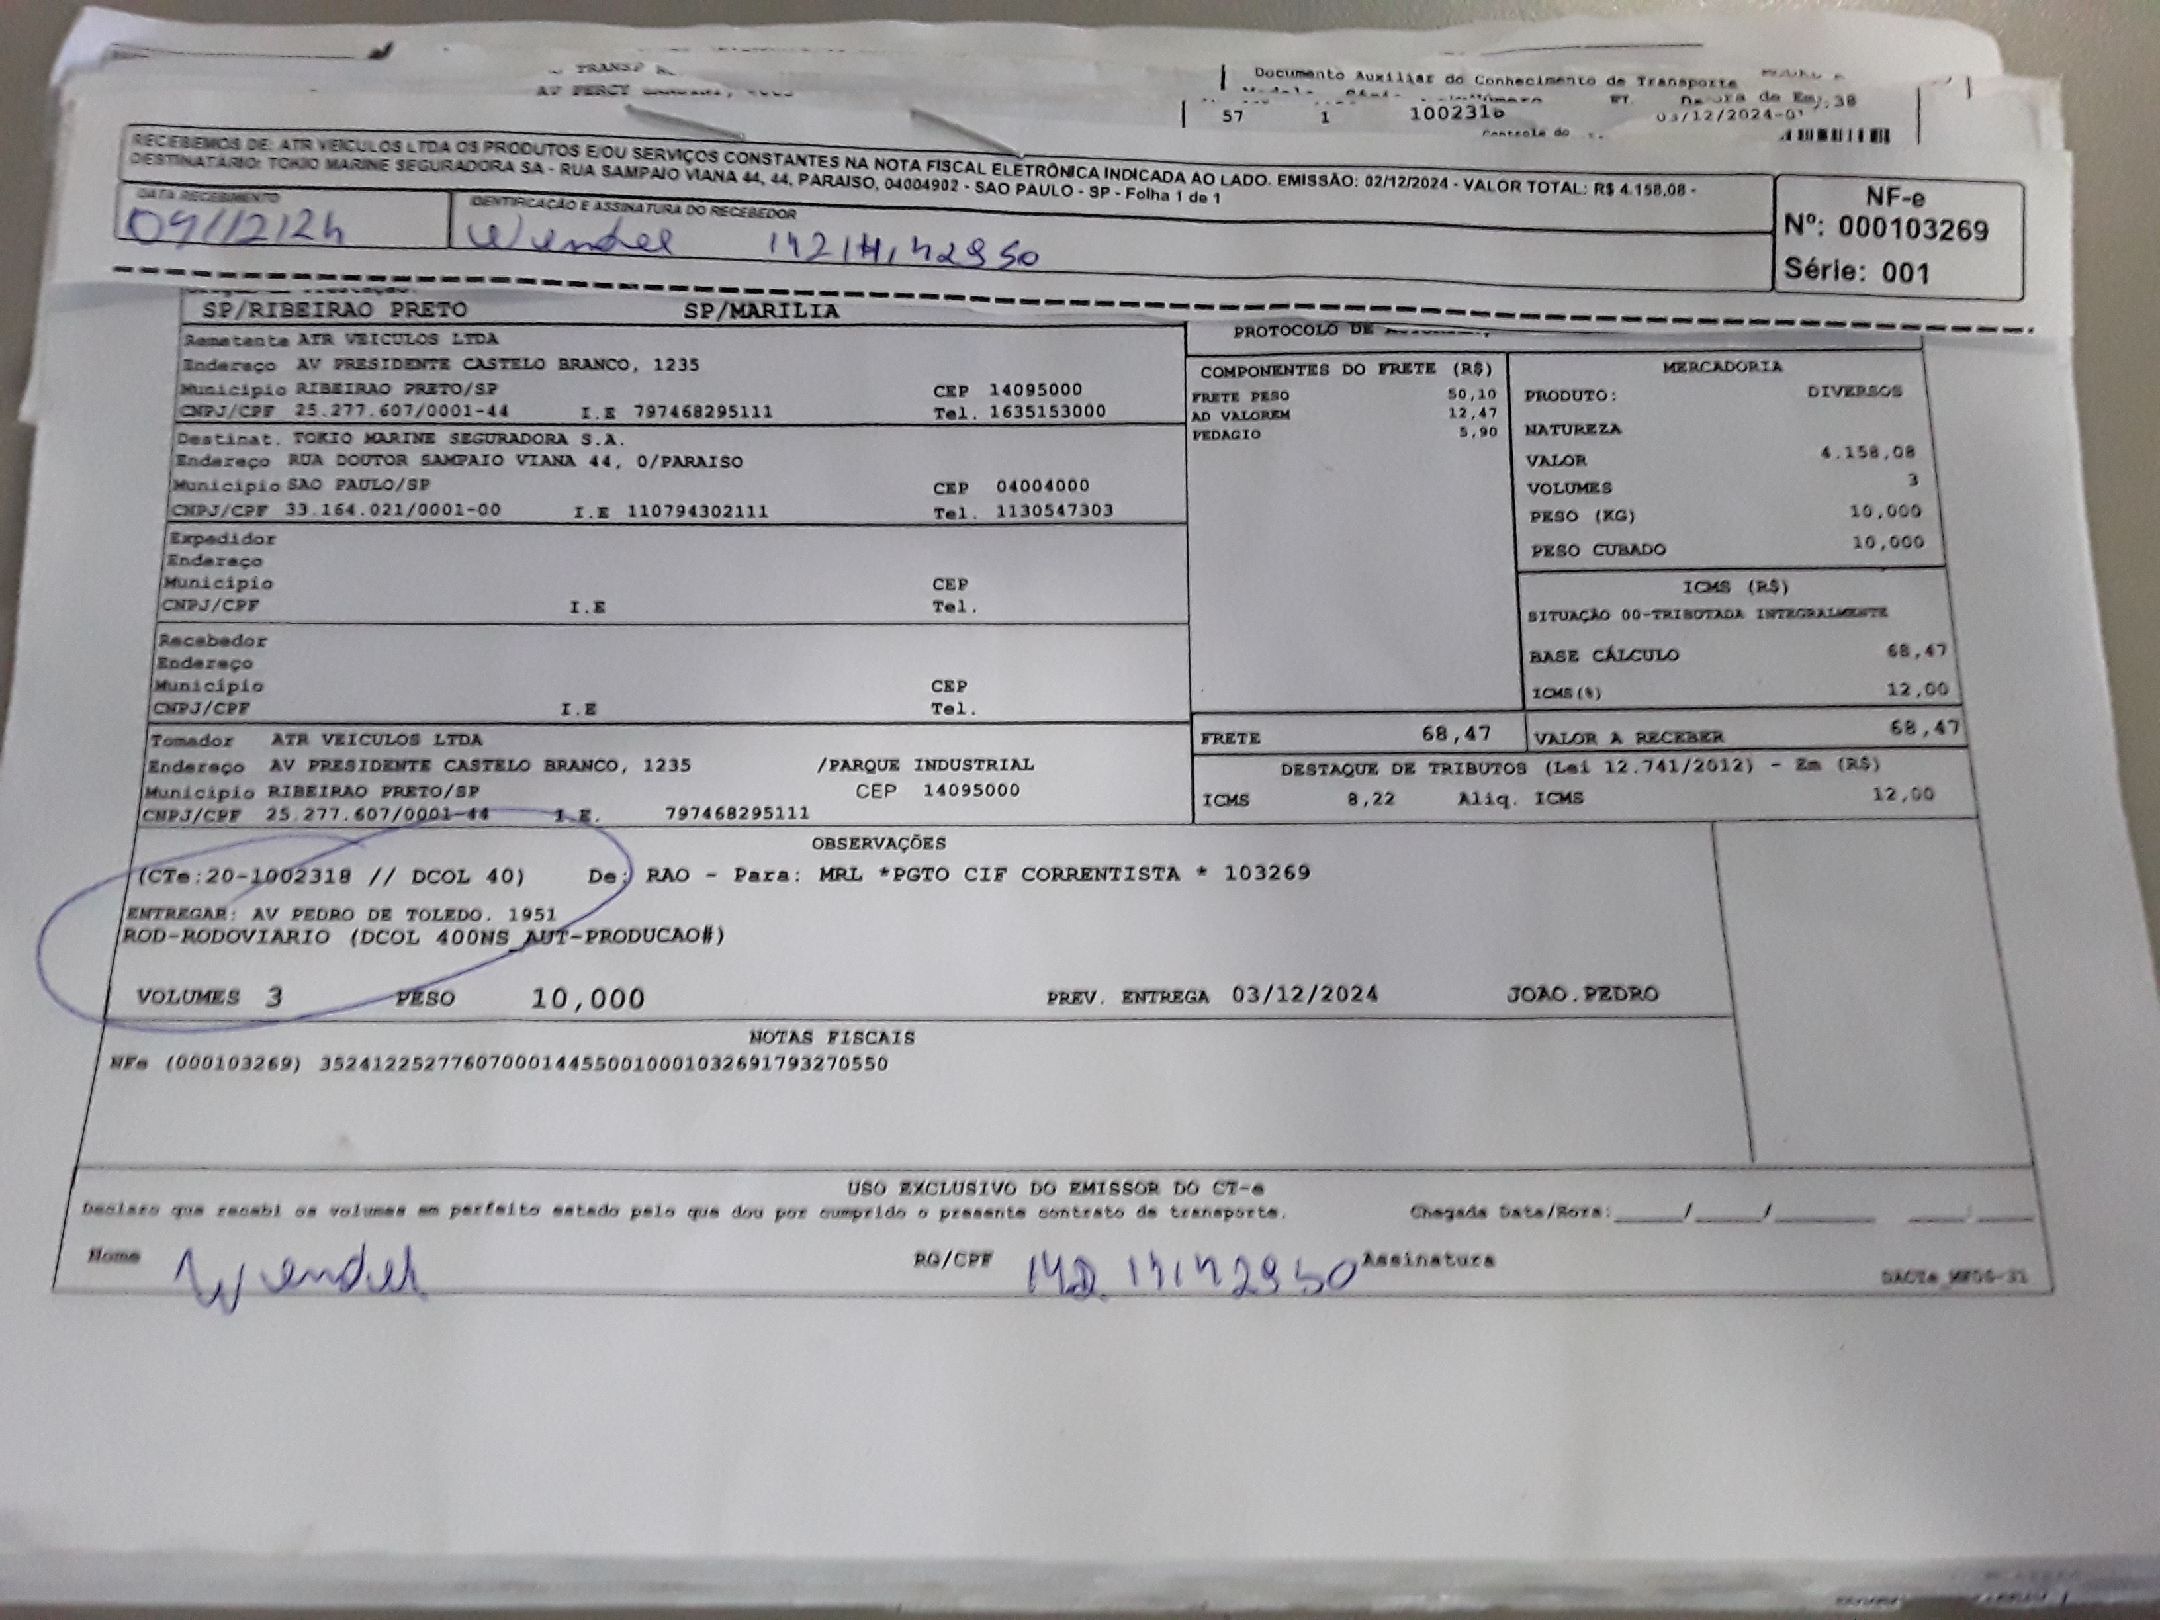 TRANSP
AV PERCY
Documento Auxiliar do Conhecimento de Transporte
57 1 1002318 03/12/2024
RECEBEMOS DE: ATR VEICULOS LTDA OS PRODUTOS E/OU SERVIÇOS CONSTANTES NA NOTA FISCAL ELETRÔNICA INDICADA AO LADO. EMISSÃO: 02/12/2024 - VALOR TOTAL: R$ 4.158,08 -
DESTINATÁRIO: TOKIO MARINE SEGURADORA SA - RUA SAMPAIO VIANA 44, 44, PARAISO, 04004902 - SAO PAULO - SP - Folha 1 de 1
NF-e
Nº: 000103269
Série: 001
DATA RECEBIMENTO
IDENTIFICAÇÃO E ASSINATURA DO RECEBEDOR
Wendel
SP/RIBEIRAO PRETO SP/MARILIA
Remetente ATR VEICULOS LTDA
Endereço AV PRESIDENTE CASTELO BRANCO, 1235
Município RIBEIRAO PRETO/SP CEP 14095000
CNPJ/CPF 25.277.607/0001-44 I.E 797468295111 Tel. 1635153000
Destinat. TOKIO MARINE SEGURADORA S.A.
Endereço RUA DOUTOR SAMPAIO VIANA 44, 0/PARAISO
Município SAO PAULO/SP CEP 04004000
CNPJ/CPF 33.164.021/0001-00 I.E 110794302111 Tel. 1130547303
Expedidor
Endereço
Município CEP
CNPJ/CPF I.E Tel.
Recebedor
Endereço
Município CEP
CNPJ/CPF I.E Tel.
Tomador ATR VEICULOS LTDA
Endereço AV PRESIDENTE CASTELO BRANCO, 1235 /PARQUE INDUSTRIAL
Município RIBEIRAO PRETO/SP CEP 14095000
CNPJ/CPF 25.277.607/0001-44 I.E. 797468295111
PROTOCOLO DE
COMPONENTES DO FRETE (R$)
FRETE PESO 50,10
AD VALOREM 12,47
PEDAGIO 5,90
MERCADORIA
PRODUTO: DIVERSOS
NATUREZA
VALOR 4.158,08
VOLUMES 3
PESO (KG) 10,000
PESO CUBADO 10,000
ICMS (R$)
SITUAÇÃO 00-TRIBUTADA INTEGRALMENTE
BASE CÁLCULO 68,47
ICMS(%) 12,00
FRETE 68,47 VALOR A RECEBER 68,47
DESTAQUE DE TRIBUTOS (Lei 12.741/2012) - Em (R$)
ICMS 8,22 Aliq. ICMS 12,00
OBSERVAÇÕES
(CTe:20-1002318 // DCOL 40) De: RAO - Para: MRL *PGTO CIF CORRENTISTA * 103269
ENTREGAR: AV PEDRO DE TOLEDO. 1951
ROD-RODOVIARIO (DCOL 400NS_AUT-PRODUCAO#)
VOLUMES 3 PESO 10,000 PREV. ENTREGA 03/12/2024 JOAO.PEDRO
NOTAS FISCAIS
NFe (000103269) 35241225277607000144550010001032691793270550
USO EXCLUSIVO DO EMISSOR DO CT-e
Declaro que recebi os volumes em perfeito estado pelo que dou por cumprido o presente contrato de transporte. Chegada Data/Hora: ____/____/______ ____:____
Nome Wendel RG/CPF Assinatura